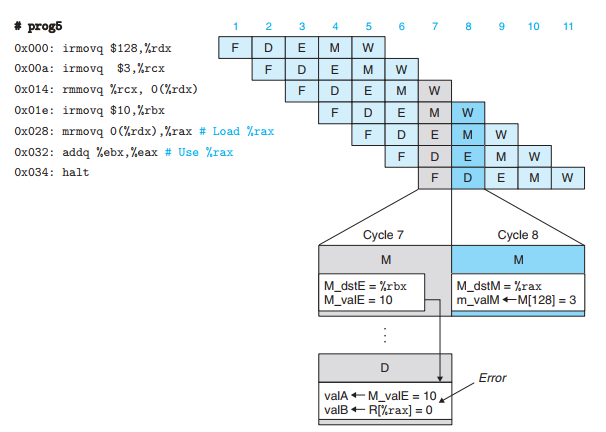 # prog5 1 2 3 4 5 6 7 8 9 10 11
0x000: irmovq $128,%rdx F D E M W
0x00a: irmovq $3,%rcx F D E M W
0x014: rmmovq %rcx, 0(%rdx) F D E M W
0x01e: irmovq $10,%rbx F D E M W
0x028: mrmovq 0(%rdx),%rax # Load %rax F D E M W
0x032: addq %ebx,%eax # Use %rax F D E M W
0x034: halt F D E M W
Cycle 7 Cycle 8
M M
M_dstE = %rbx M_dstM = %rax
M_valE = 10 m_valM ← M[128] = 3
⋮
D
Error
valA ← M_valE = 10
valB ← R[%rax] = 0